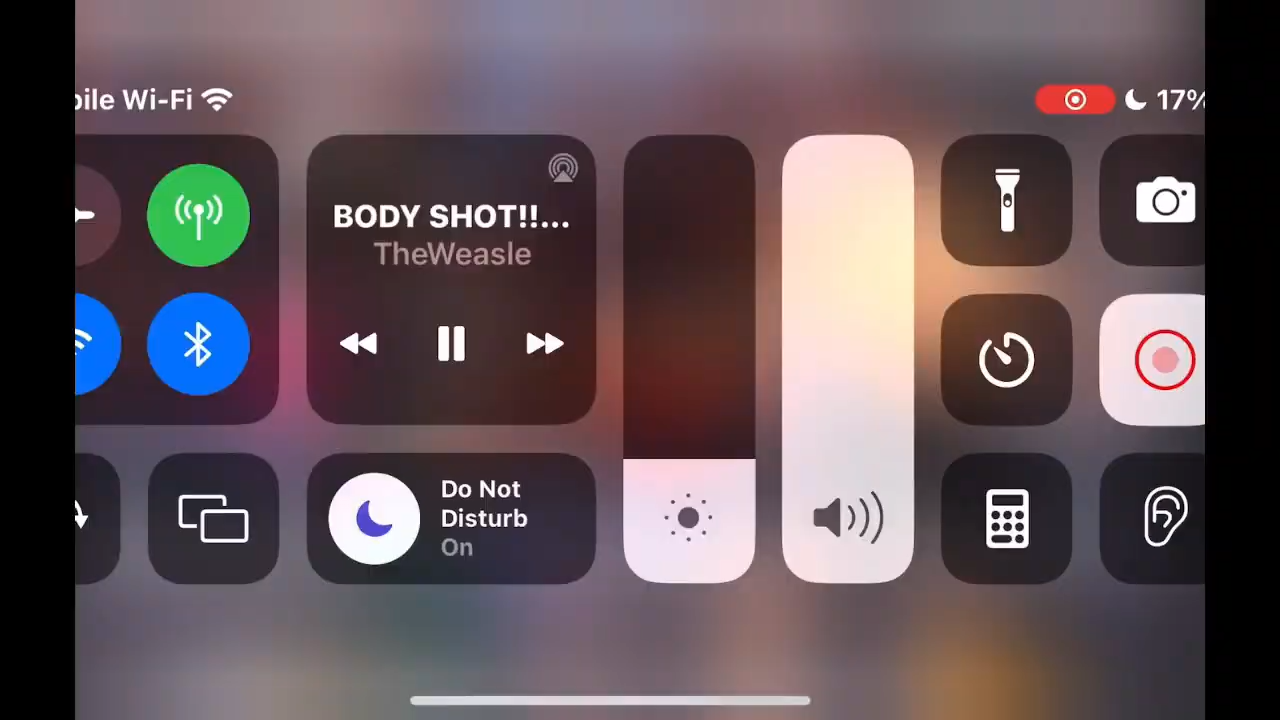 bile Wi-Fi
17%
BODY SHOT!!...
TheWeasle
Do Not
Disturb
On